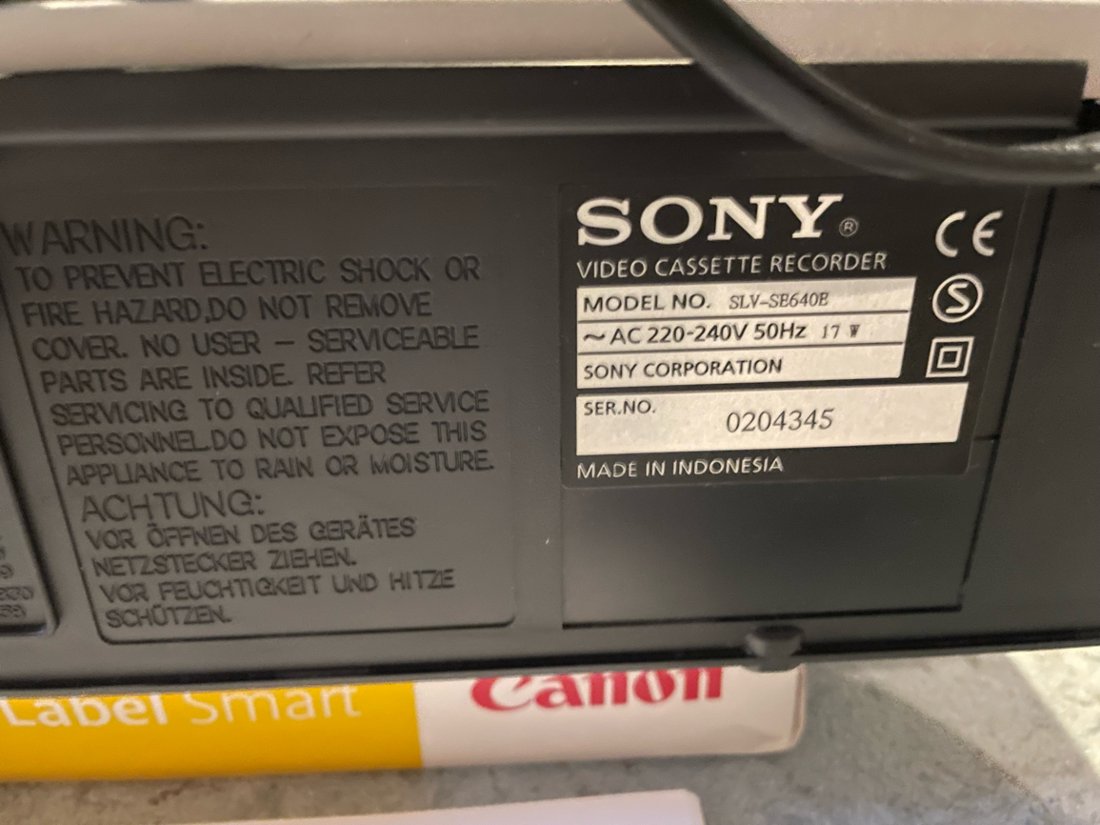 WARNING:
TO PREVENT ELECTRIC SHOCK OR
FIRE HAZARD,DO NOT REMOVE
COVER. NO USER – SERVICEABLE
PARTS ARE INSIDE. REFER
SERVICING TO QUALIFIED SERVICE
PERSONNEL.DO NOT EXPOSE THIS
APPLIANCE TO RAIN OR MOISTURE.
ACHTUNG:
VOR ÖFFNEN DES GERÄTES
NETZSTECKER ZIEHEN.
VOR FEUCHTIGKEIT UND HITZE
SCHÜTZEN.
SONY®
VIDEO CASSETTE RECORDER
MODEL NO. SLV-SE640E
~ AC 220-240V 50Hz 17 W
SONY CORPORATION
SER.NO. 0204345
MADE IN INDONESIA
CE
S
Label Smart
Canon